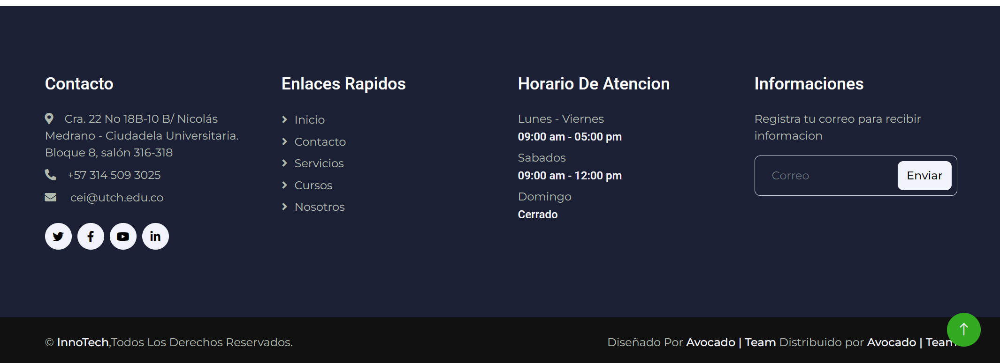 Contacto
Cra. 22 No 18B-10 B/ Nicolás
Medrano - Ciudadela Universitaria.
Bloque 8, salón 316-318
+57 314 509 3025
cei@utch.edu.co
Enlaces Rapidos
Inicio
Contacto
Servicios
Cursos
Nosotros
Horario De Atencion
Lunes - Viernes
09:00 am - 05:00 pm
Sabados
09:00 am - 12:00 pm
Domingo
Cerrado
Informaciones
Registra tu correo para recibir
informacion
Correo
Enviar
© InnoTech,Todos Los Derechos Reservados.
Diseñado Por Avocado | Team Distribuido por Avocado | Team